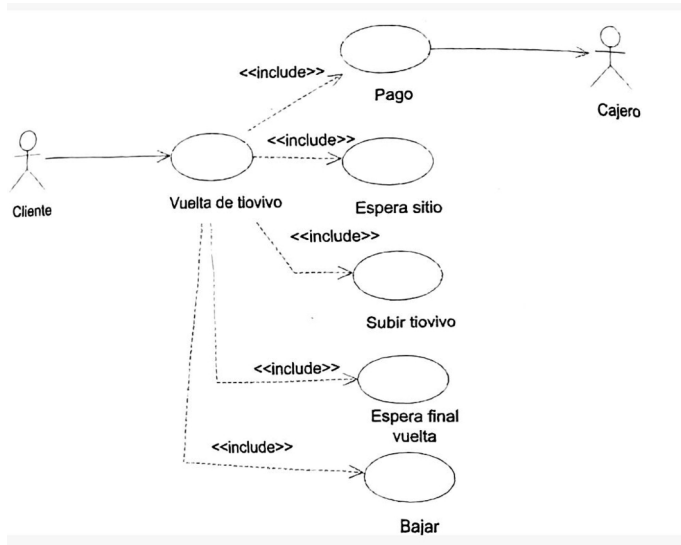 <<include>>
Pago
Cajero
<<include>>
Cliente
Vuelta de tiovivo
Espera sitio
<<include>>
Subir tiovivo
<<include>>
Espera final
vuelta
<<include>>
Bajar